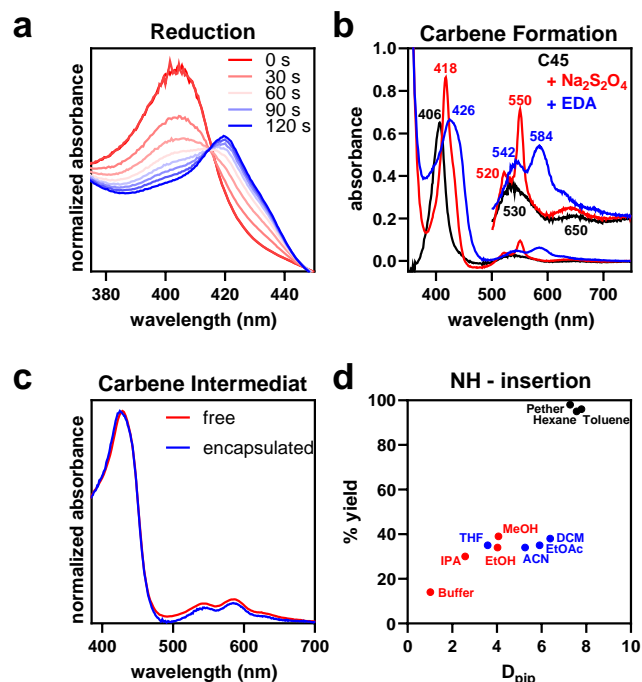 a
Reduction
normalized absorbance
0 s
30 s
60 s
90 s
120 s
380
400
420
440
wavelength (nm)
b
Carbene Formation
absorbance
1.0
0.8
0.6
0.4
0.2
0.0
C45
+ Na₂S₂O₄
+ EDA
418
406
426
550
542
584
520
530
650
400
500
600
700
wavelength (nm)
c
Carbene Intermediat
normalized absorbance
free
encapsulated
400
500
600
700
wavelength (nm)
d
NH - insertion
% yield
100
80
60
40
20
0
Pether
Hexane
Toluene
MeOH
THF
DCM
EtOAc
IPA
EtOH
ACN
Buffer
0
2
4
6
8
10
D_pip